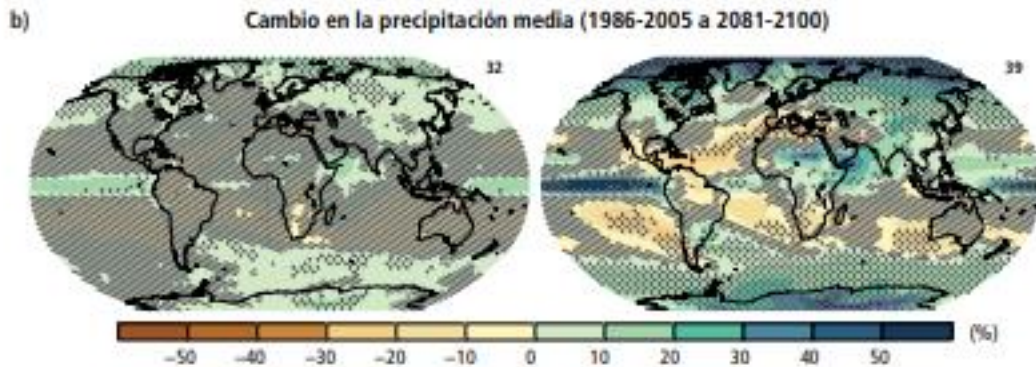 b) Cambio en la precipitación media (1986-2005 a 2081-2100)
32 39
−50 −40 −30 −20 −10 0 10 20 30 40 50 (%)